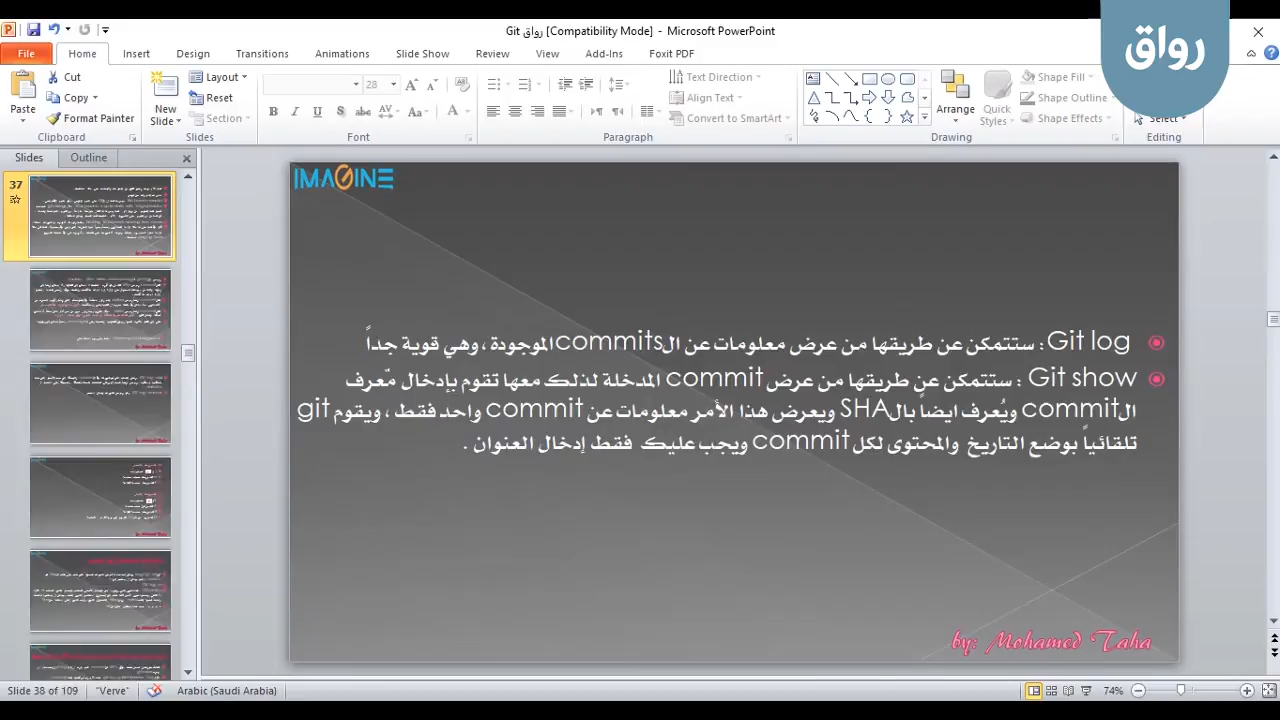 Git رواق [Compatibility Mode] - Microsoft PowerPoint
رواق
File Home Insert Design Transitions Animations Slide Show Review View Add-Ins Foxit PDF
Paste
Cut
Copy
Format Painter
Clipboard
New Slide
Layout
Reset
Section
Slides
28
Font
Text Direction
Align Text
Convert to SmartArt
Paragraph
Arrange
Quick Styles
Shape Fill
Shape Outline
Shape Effects
Drawing
Select
Editing
Slides Outline
37
IMAGINE
Git log : ستتمكن عن طريقها من عرض معلومات عن الcommits الموجودة ، وهي قوية جداً
Git show : ستتمكن عن طريقها من عرض commit المدخلة لذلك معها تقوم بإدخال مّعرف
الcommit ويُعرف ايضاً بالSHA ويعرض هذا الأمر معلومات عن commit واحد فقط ، ويقوم git
تلقائياً بوضع التاريخ والمحتوى لكل commit ويجب عليك فقط إدخال العنوان .
by: Mohamed Taha
Slide 38 of 109 "Verve" Arabic (Saudi Arabia) 74%